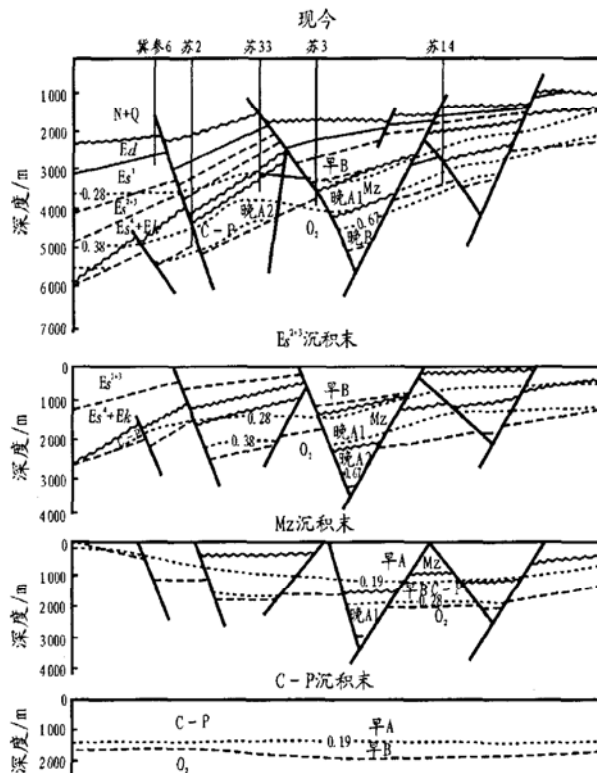 现今
冀参6 苏2 苏33 苏3 苏14
深度/m
1000
2000
3000
4000
5000
6000
7000
N+Q
Ed
Es¹
0.28
Es²⁺³
Es⁴+Ek
0.38
C-P
晚A2
O₂
早B
晚A1
Mz
0.67
晚B
Es²⁺³沉积末
深度/m
0
1000
2000
3000
4000
Es²⁺³
Es⁴+Ek
0.28
0.38
O₂
早B
晚A1
Mz
晚A2
0.67
Mz沉积末
深度/m
0
1000
2000
3000
4000
早A
Mz
0.19
早B C-P
0.28
晚A1
O₂
C-P沉积末
深度/m
0
1000
2000
C-P
早A
0.19
早B
O₂